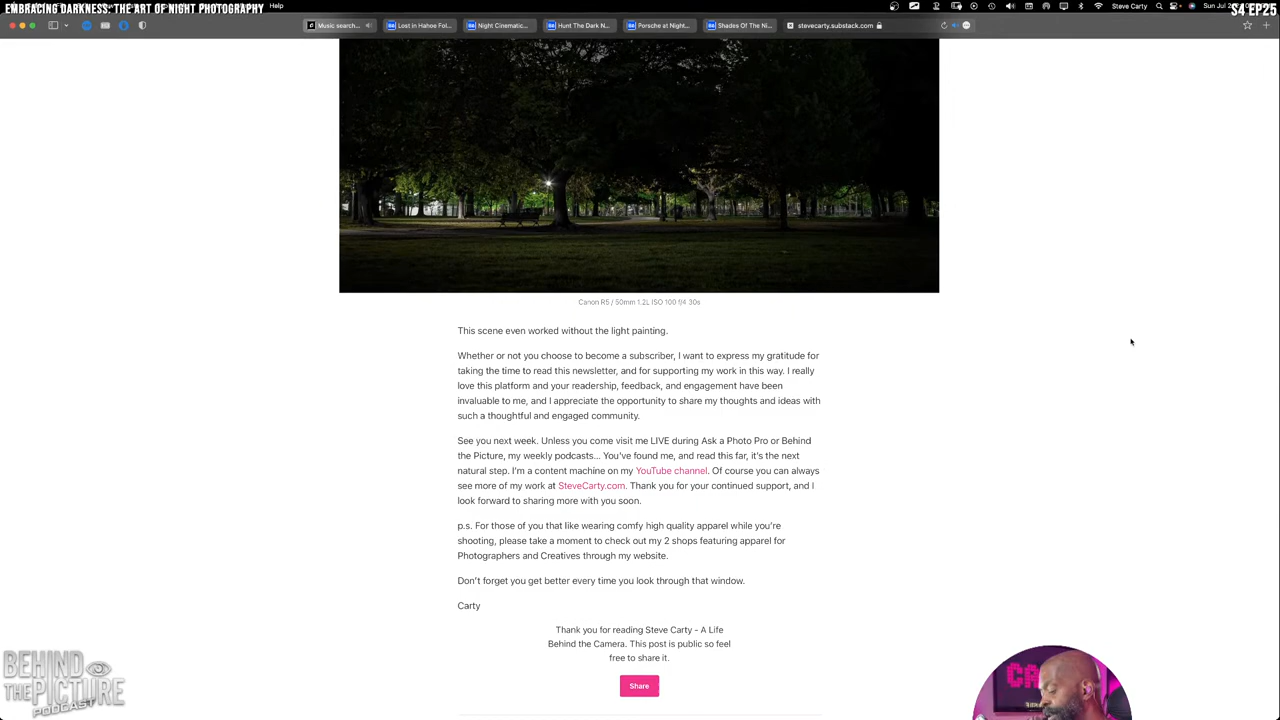 EMBRACING DARKNESS: THE ART OF NIGHT PHOTOGRAPHY
Help
Steve Carty
Sun Jul 2
S4 EP25
Music search...
Lost in Hahoe Fol...
Night Cinematic...
Hunt The Dark N...
Porsche at Night...
Shades Of The Ni...
stevecarty.substack.com
Canon R5 / 50mm 1.2L ISO 100 f/4 30s
This scene even worked without the light painting.
Whether or not you choose to become a subscriber, I want to express my gratitude for
taking the time to read this newsletter, and for supporting my work in this way. I really
love this platform and your readership, feedback, and engagement have been
invaluable to me, and I appreciate the opportunity to share my thoughts and ideas with
such a thoughtful and engaged community.
See you next week. Unless you come visit me LIVE during Ask a Photo Pro or Behind
the Picture, my weekly podcasts... You've found me, and read this far, it's the next
natural step. I'm a content machine on my YouTube channel. Of course you can always
see more of my work at SteveCarty.com. Thank you for your continued support, and I
look forward to sharing more with you soon.
p.s. For those of you that like wearing comfy high quality apparel while you're
shooting, please take a moment to check out my 2 shops featuring apparel for
Photographers and Creatives through my website.
Don't forget you get better every time you look through that window.
Carty
Thank you for reading Steve Carty - A Life
Behind the Camera. This post is public so feel
free to share it.
Share
BEHIND
THE PICTURE
PODCAST